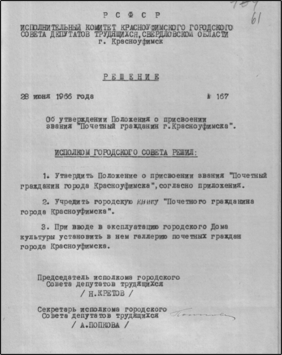 Р С Ф С Р
ИСПОЛНИТЕЛЬНЫЙ КОМИТЕТ КРАСНОУФИМСКОГО ГОРОДСКОГО
СОВЕТА ДЕПУТАТОВ ТРУДЯЩИХСЯ, СВЕРДЛОВСКОМ ОБЛАСТИ
г. Красноуфимск
61
РЕШЕНИЕ
28 июня 1966 года № 167
Об утверждении Положения о присвоении
звания "Почетный гражданин г.Красноуфимска".
ИСПОЛКОМ ГОРОДСКОГО СОВЕТА РЕШИЛ:
1. Утвердить Положение о присвоении звания "Почетный
гражданин города Красноуфимска", согласно приложения.
2. Учредить городскую книгу "Почетного гражданина
города Красноуфимска.
3. При вводе в эксплуатацию городского Дома
культуры установить в нем галлерею почетных граждан
города Красноуфимска.
Председатель исполкома городского
Совета депутатов трудящихся
/ Н.КРЕТОВ /
Секретарь исполкома городского
Совета депутатов трудящихся
/ А.ПОПКОВА /